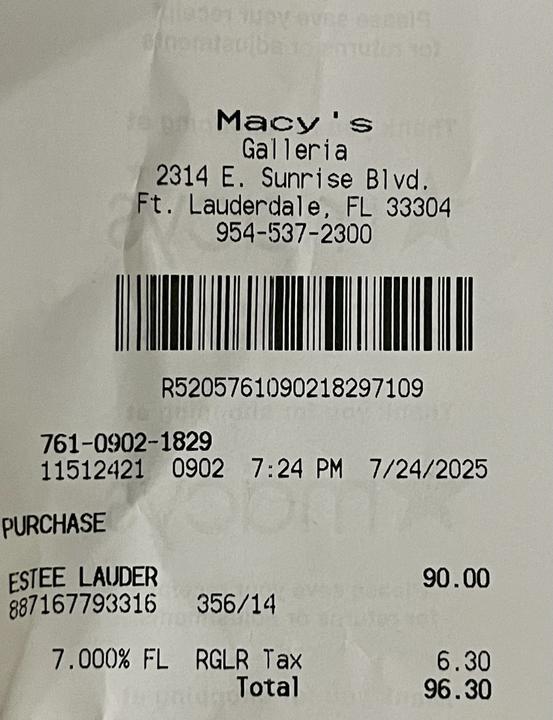 Macy's
Galleria
2314 E. Sunrise Blvd.
Ft. Lauderdale, FL 33304
954-537-2300
R5205761090218297109
761-0902-1829
11512421 0902 7:24 PM 7/24/2025
PURCHASE
ESTEE LAUDER 90.00
887167793316 356/14
7.000% FL RGLR Tax 6.30
Total 96.30